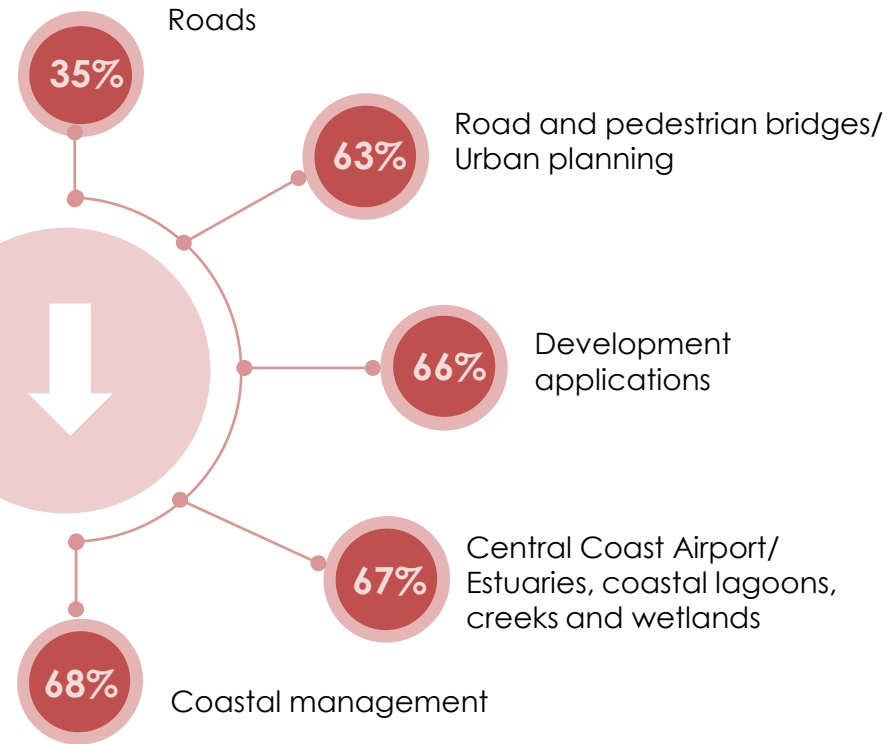 Roads
35%
Road and pedestrian bridges/
Urban planning
63%
Development
applications
66%
Central Coast Airport/
Estuaries, coastal lagoons,
creeks and wetlands
67%
68%
Coastal management